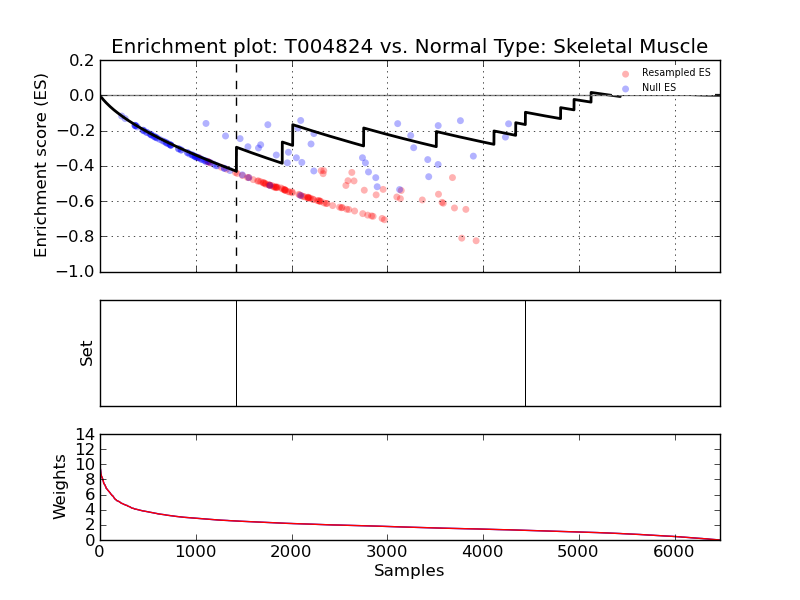 Enrichment plot: T004824 vs. Normal Type: Skeletal Muscle
0.2
0.0
−0.2
−0.4
−0.6
−0.8
−1.0
Enrichment score (ES)
Resampled ES
Null ES
Set
14
12
10
8
6
4
2
0
Weights
0 1000 2000 3000 4000 5000 6000
Samples